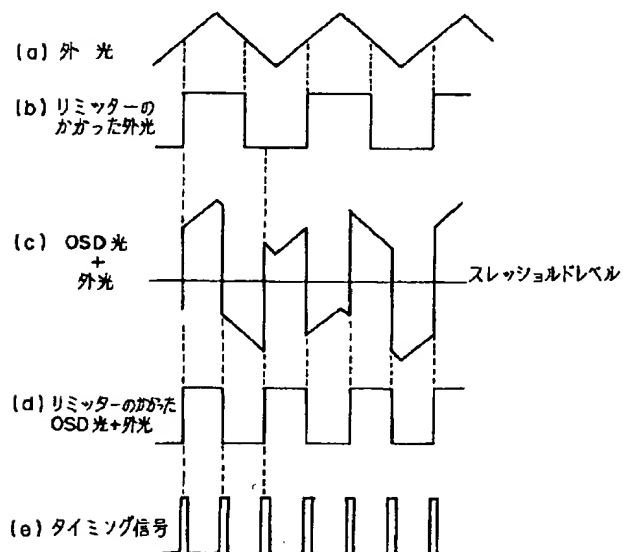 (a) 外光
(b) リミッターの
かかった外光
(c) OSD光
+
外光
スレッショルドレベル
(d) リミッターのかかった
OSD光+外光
(e) タイミング信号